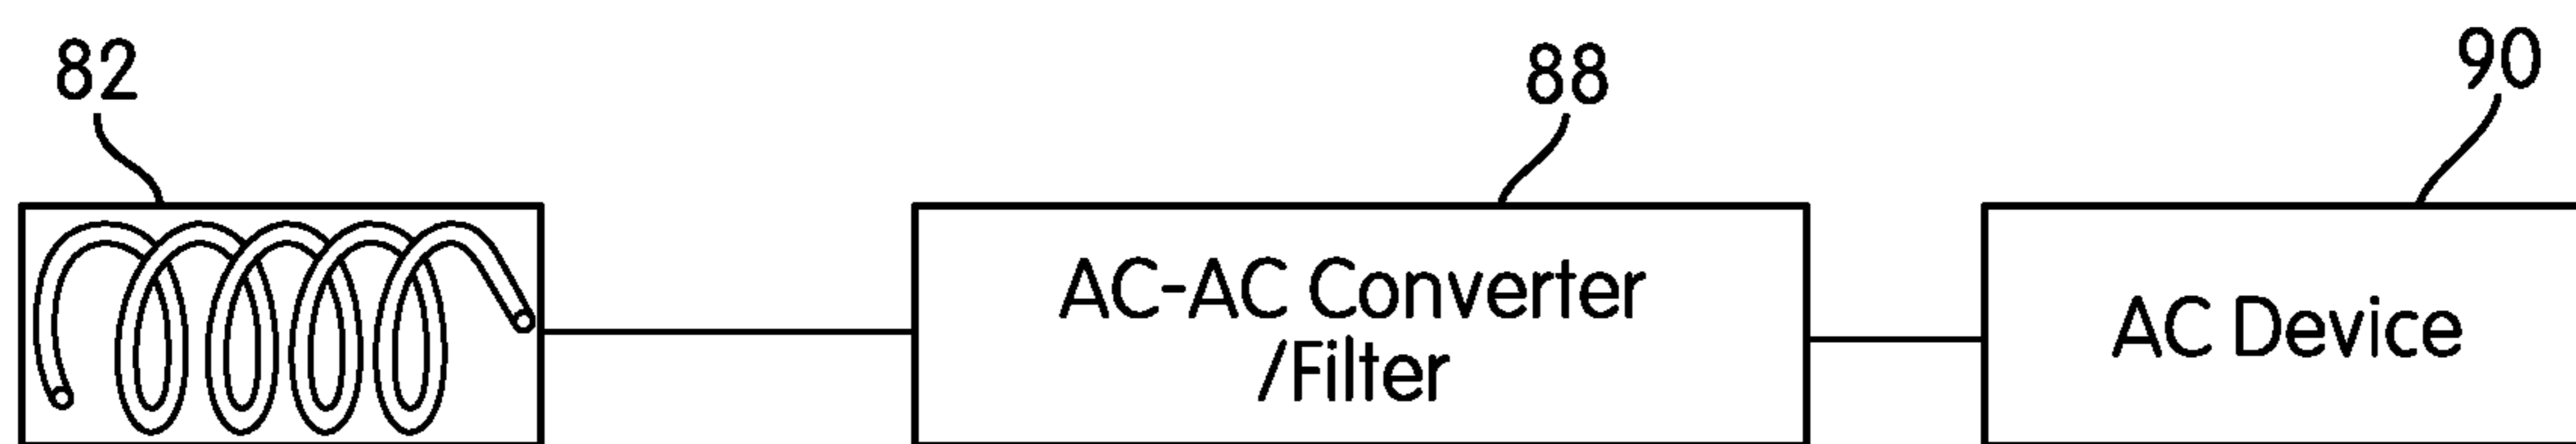 82
88
90
AC-AC Converter
/Filter
AC Device